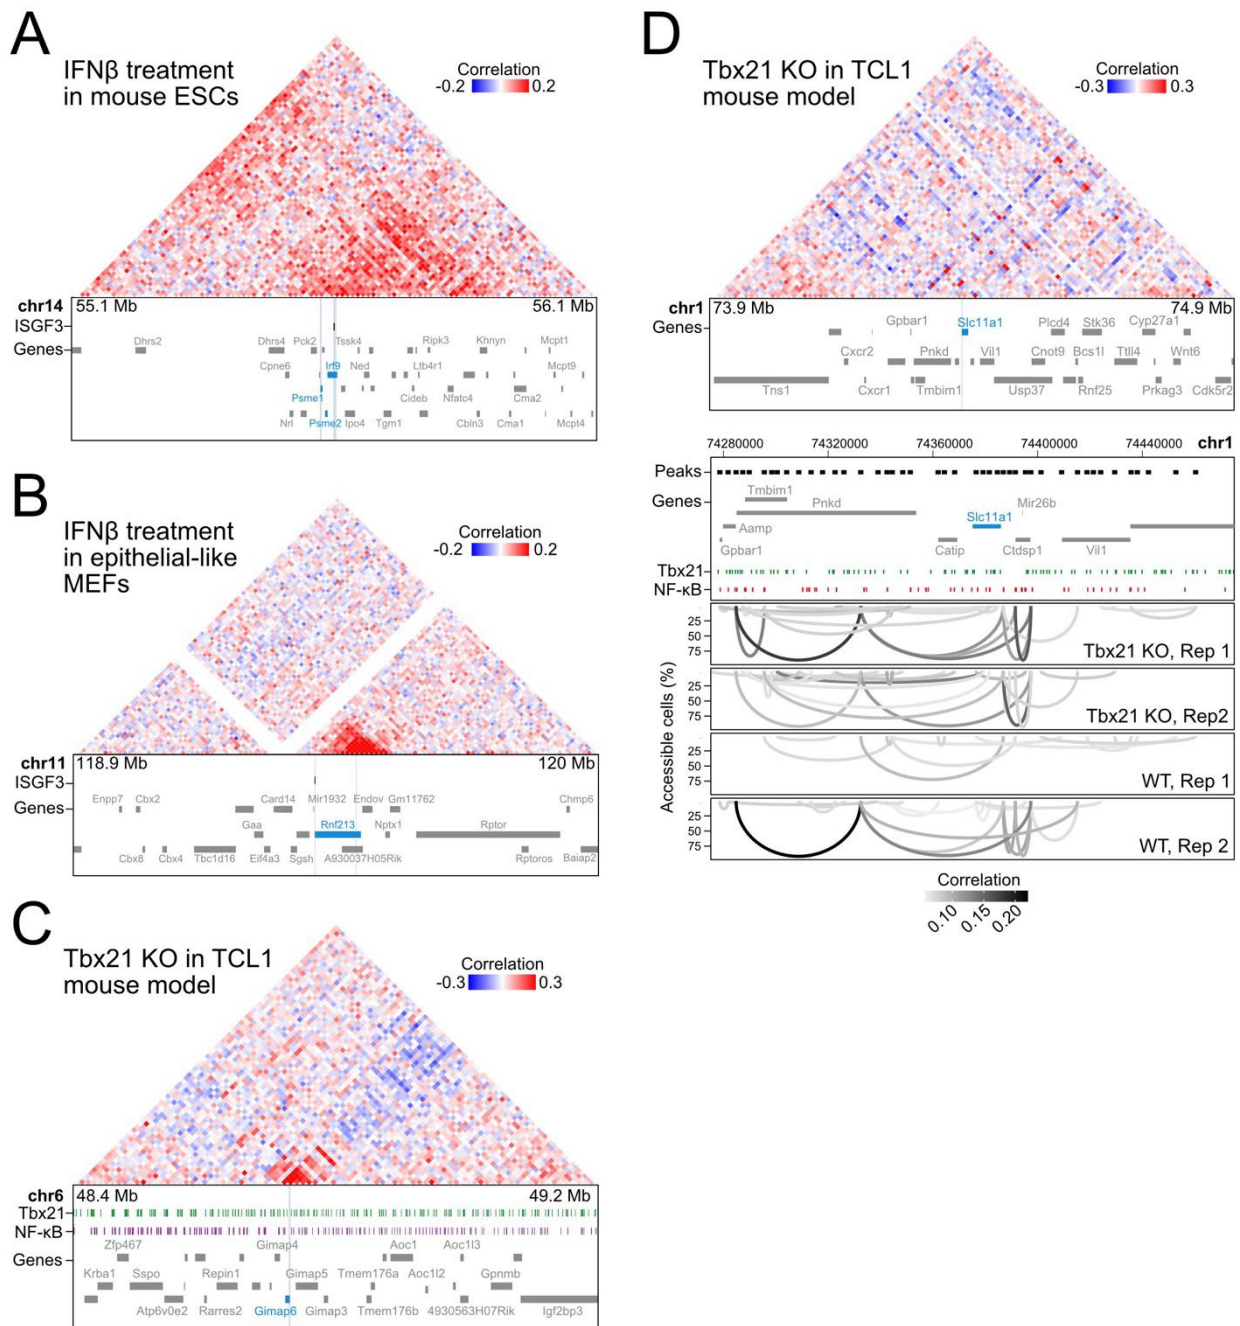 A
IFNβ treatment
in mouse ESCs
Correlation
-0.2 0.2
chr14 55.1 Mb 56.1 Mb
ISGF3
Genes
Dhrs2 Dhrs4 Pck2 Tssk4 Ripk3 Khnyn Mcpt1
Cpne6 Irf9 Ned Ltb4r1 Mcpt9
Psme1 Cideb Nfatc4 Cma2
Nrl Psme2 Ipo4 Tgm1 Cbln3 Cma1 Mcpt4
B
IFNβ treatment
in epithelial-like
MEFs
Correlation
-0.2 0.2
chr11 118.9 Mb 120 Mb
ISGF3
Genes
Enpp7 Cbx2 Card14 Mir1932 Endov Gm11762 Chmp6
Gaa Rnf213 Nptx1 Rptor
Cbx8 Cbx4 Tbc1d16 Eif4a3 Sgsh A930037H05Rik Rptoros Baiap2
C
Tbx21 KO in TCL1
mouse model
Correlation
-0.3 0.3
chr6 48.4 Mb 49.2 Mb
Tbx21
NF-κB
Genes
Zfp467 Gimap4 Aoc1 Aoc1l3
Krba1 Sspo Repin1 Gimap5 Tmem176a Aoc1l2 Gpnmb
Atp6v0e2 Rarres2 Gimap6 Gimap3 Tmem176b 4930563H07Rik Igf2bp3
D
Tbx21 KO in TCL1
mouse model
Correlation
-0.3 0.3
chr1 73.9 Mb 74.9 Mb
Genes
Gpbar1 Slc11a1 Plcd4 Stk36 Cyp27a1
Cxcr2 Pnkd Vil1 Cnot9 Bcs1l Ttll4 Wnt6
Tns1 Cxcr1 Tmbim1 Usp37 Rnf25 Prkag3 Cdk5r2
74280000 74320000 74360000 74400000 74440000 chr1
Peaks
Genes
Tmbim1
Pnkd Mir26b
Aamp Slc11a1
Gpbar1 Catip Ctdsp1 Vil1
Tbx21
NF-κB
Accessible cells (%)
25
50
75
Tbx21 KO, Rep 1
25
50
75
Tbx21 KO, Rep2
25
50
75
WT, Rep 1
25
50
75
WT, Rep 2
Correlation
0.10 0.15 0.20